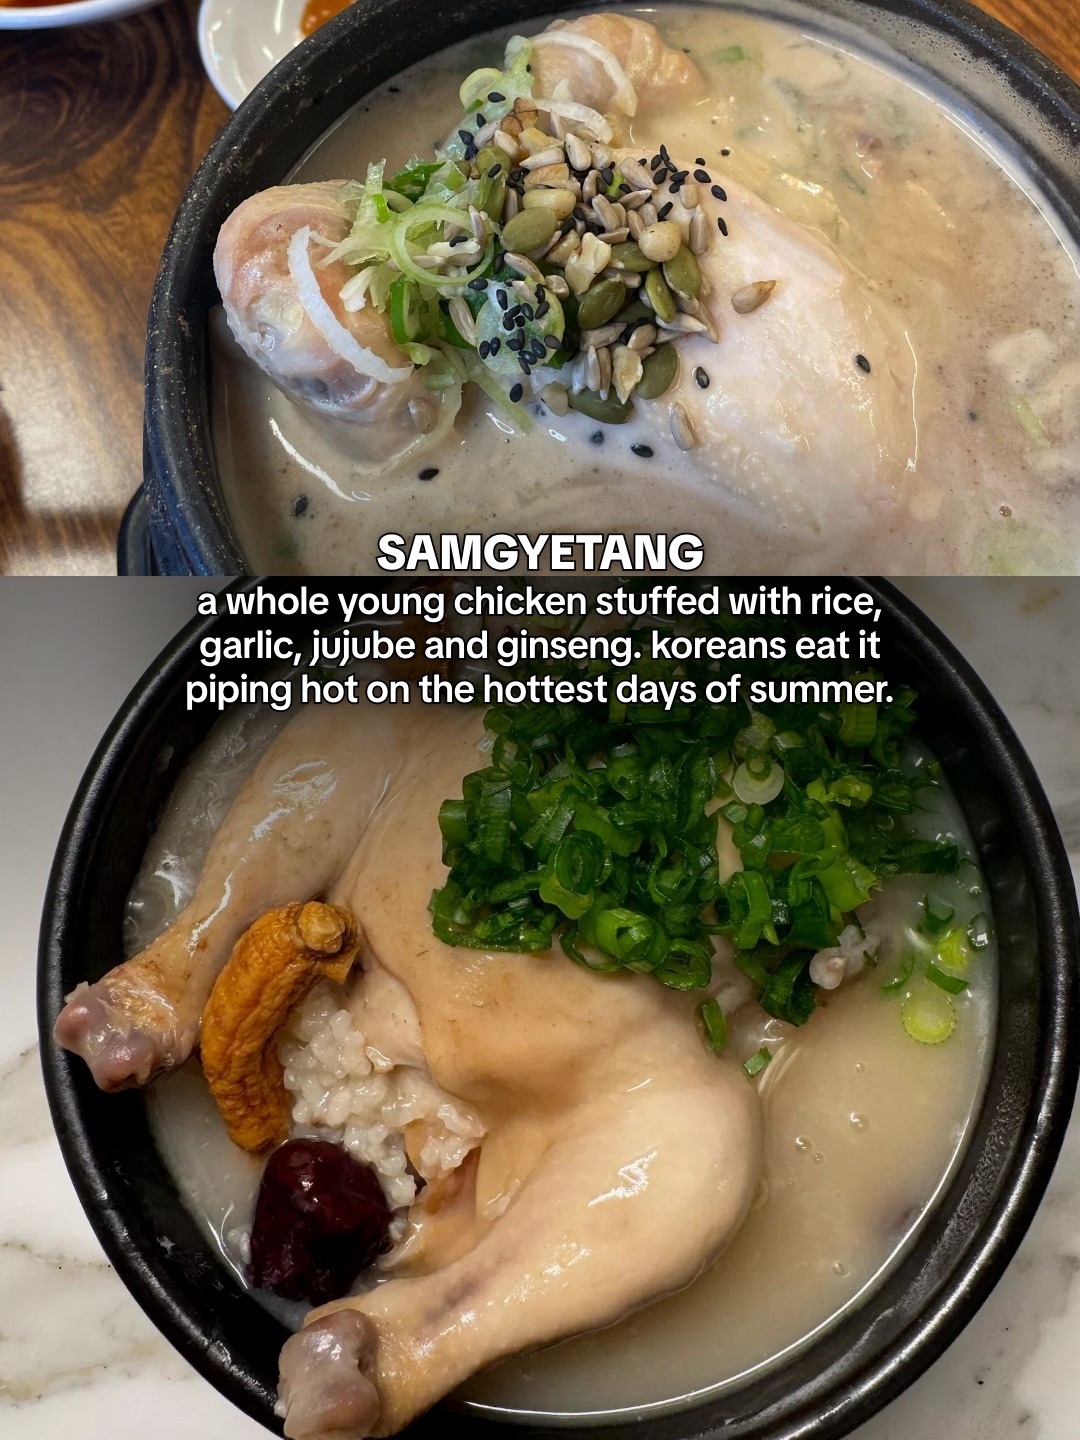 SAMGYETANG
a whole young chicken stuffed with rice,
garlic, jujube and ginseng. koreans eat it
piping hot on the hottest days of summer.